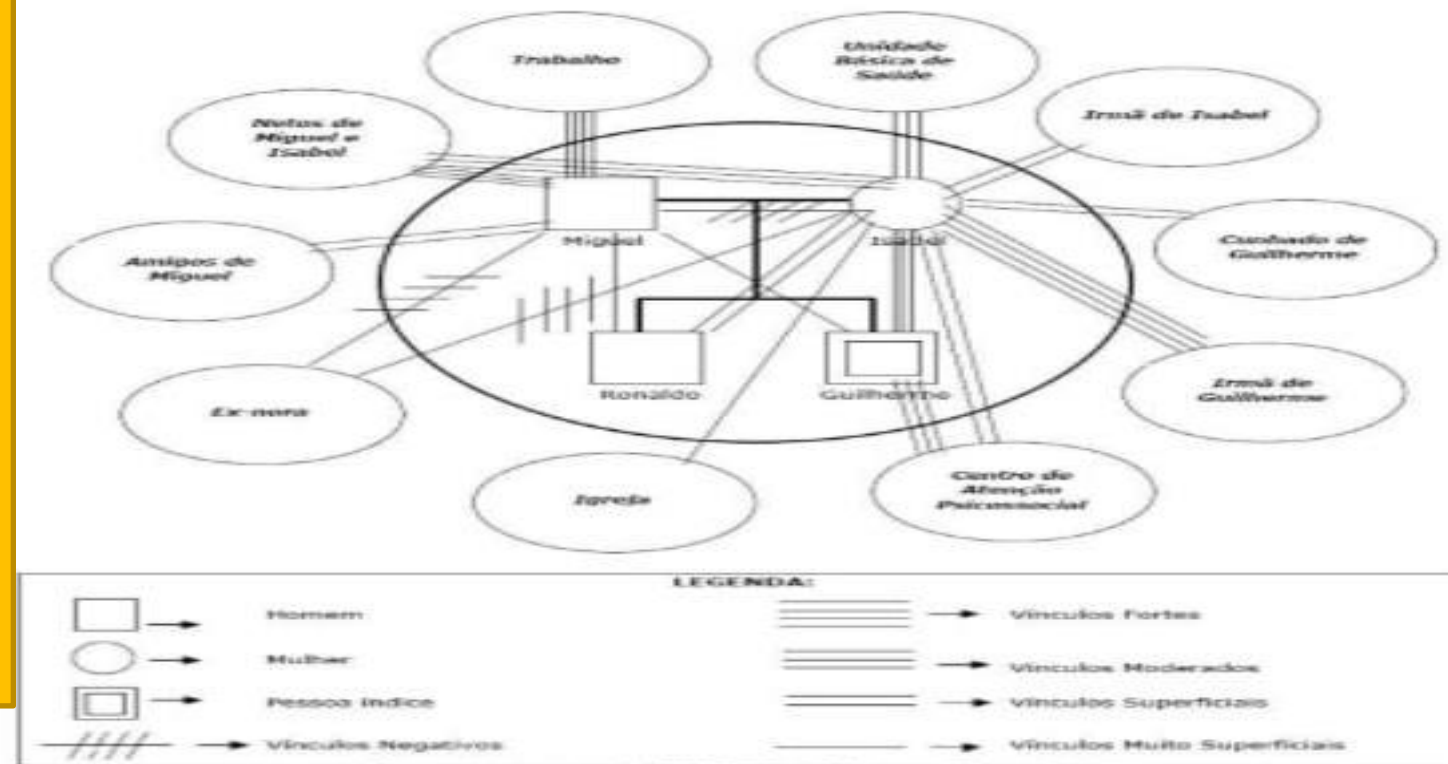 Trabalho
Unidade
Básica de
Saúde
Irmã de Isabel
Netos de
Miguel e
Isabel
Miguel
Isabel
Cunhado de
Guilherme
Amigos de
Miguel
Ronaldo
Guilherme
Irmã de
Guilherme
Ex-nora
Igreja
Centro de
Atenção
Psicossocial
LEGENDA:
Homem
Vínculos Fortes
Mulher
Vínculos Moderados
Pessoa índice
Vínculos Superficiais
Vínculos Negativos
Vínculos Muito Superficiais